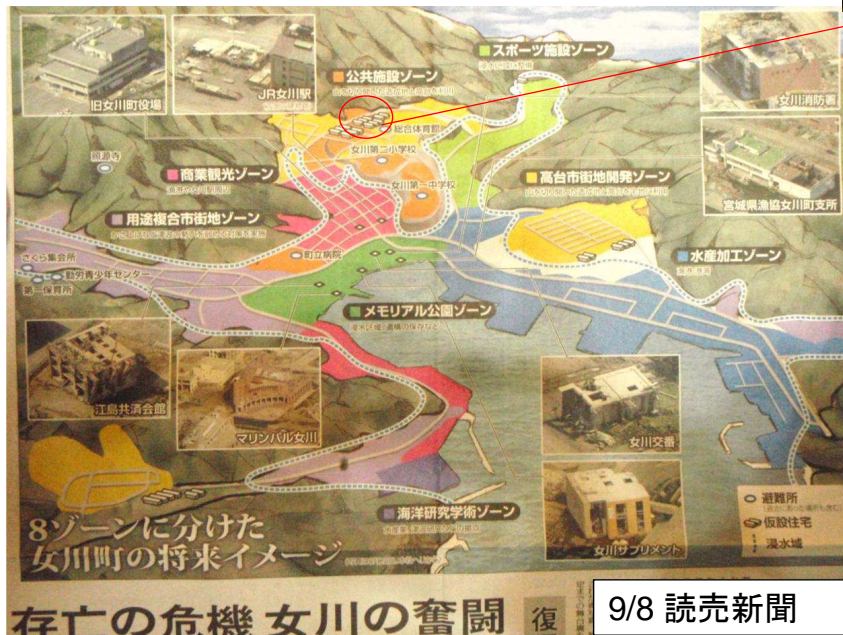 旧女川町役場
JR女川駅
公共施設ゾーン
スポーツ施設ゾーン
女川消防署
総合体育館
女川第二小学校
照源寺
商業観光ゾーン
女川第一中学校
高台市街地開発ゾーン
宮城県漁協女川町支所
用途複合市街地ゾーン
さくら集会所
勤労青少年センター
第一保育所
町立病院
水産加工ゾーン
メモリアル公園ゾーン
江島共済会館
マリンパル女川
女川交番
海洋研究学術ゾーン
女川サプリメント
避難所
仮設住宅
浸水域
8ゾーンに分けた
女川町の将来イメージ
存亡の危機 女川の奮闘
復
9/8 読売新聞